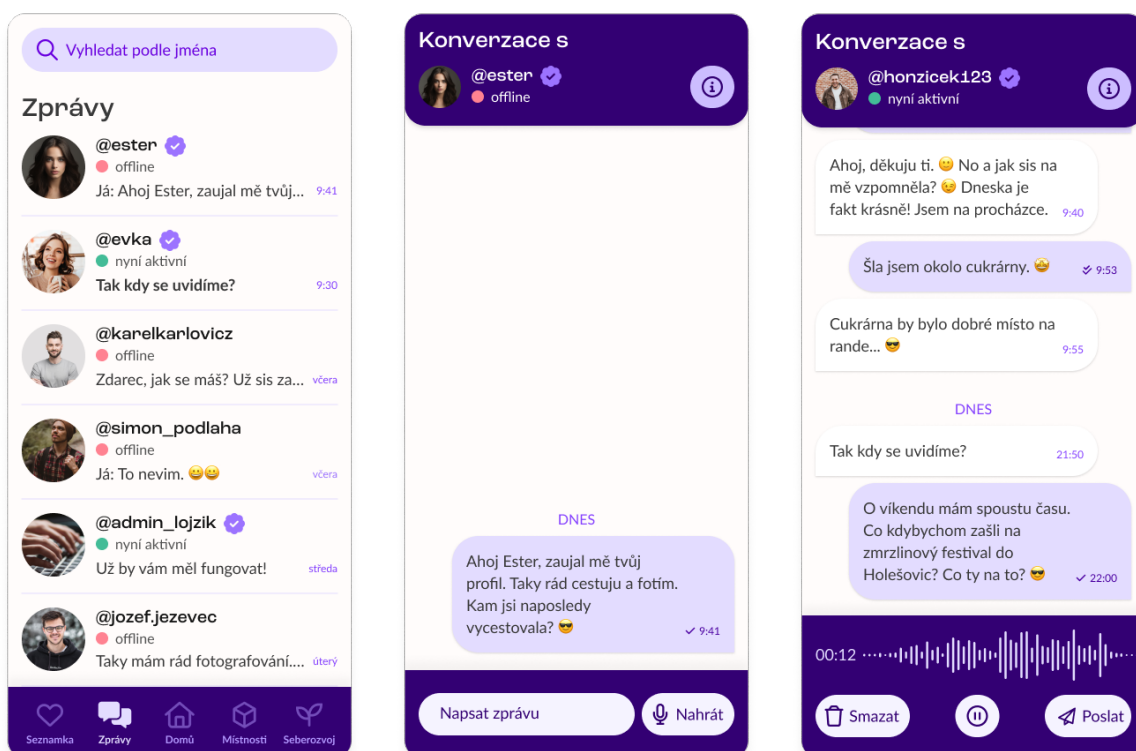 Vyhledat podle jména
Zprávy
@ester
offline
Já: Ahoj Ester, zaujal mě tvůj... 9:41
@evka
nyní aktivní
Tak kdy se uvidíme? 9:30
@karelkarlovicz
offline
Zdarec, jak se máš? Už sis za... včera
@simon_podlaha
offline
Já: To nevim. 😀😀 včera
@admin_lojzik
nyní aktivní
Už by vám měl fungovat! středa
@jozef.jezevec
offline
Taky mám rád fotografování.... úterý
Seznamka Zprávy Domů Místnosti Seberozvoj
Konverzace s
@ester
offline
DNES
Ahoj Ester, zaujal mě tvůj
profil. Taky rád cestuju a fotím.
Kam jsi naposledy
vycestovala? 😎 9:41
Napsat zprávu Nahrát
Konverzace s
@honzicek123
nyní aktivní
Ahoj, děkuju ti. 🙂 No a jak sis na
mě vzpomněla? 😉 Dneska je
fakt krásně! Jsem na procházce. 9:40
Šla jsem okolo cukrárny. 🤩 9:53
Cukrárna by bylo dobré místo na
rande... 😎 9:55
DNES
Tak kdy se uvidíme? 21:50
O víkendu mám spoustu času.
Co kdybychom zašli na
zmrzlinový festival do
Holešovic? Co ty na to? 😎 22:00
00:12
Smazat Poslat